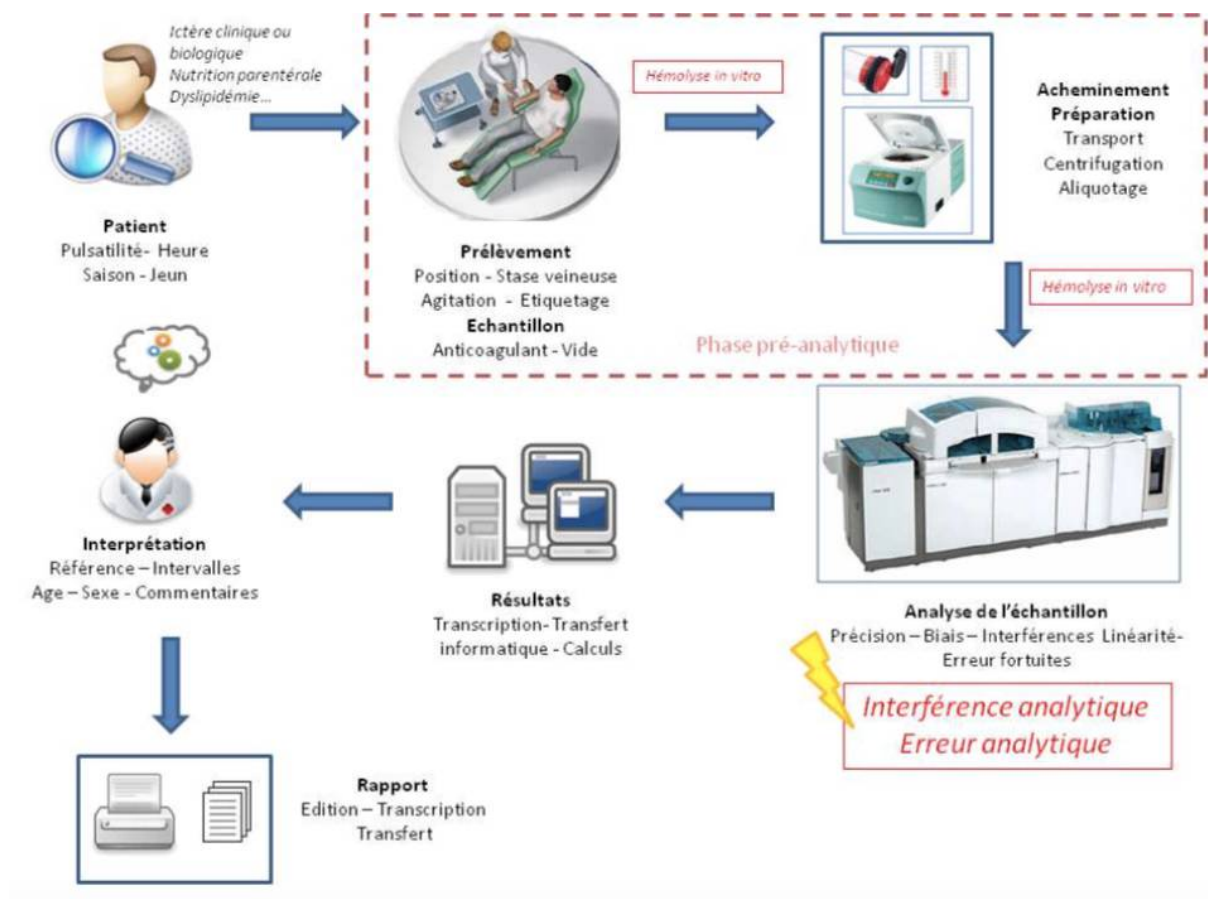 Ictère clinique ou
biologique
Nutrition parentérale
Dyslipidémie...
Patient
Pulsatilité- Heure
Saison - Jeun
Prélèvement
Position - Stase veineuse
Agitation - Etiquetage
Echantillon
Anticoagulant - Vide
Hémolyse in vitro
Acheminement
Préparation
Transport
Centrifugation
Aliquotage
Hémolyse in vitro
Phase pré-analytique
Analyse de l'échantillon
Précision – Biais – Interférences Linéarité-
Erreur fortuites
Interférence analytique
Erreur analytique
Résultats
Transcription- Transfert
informatique - Calculs
Interprétation
Référence – Intervalles
Age – Sexe - Commentaires
Rapport
Edition – Transcription
Transfert